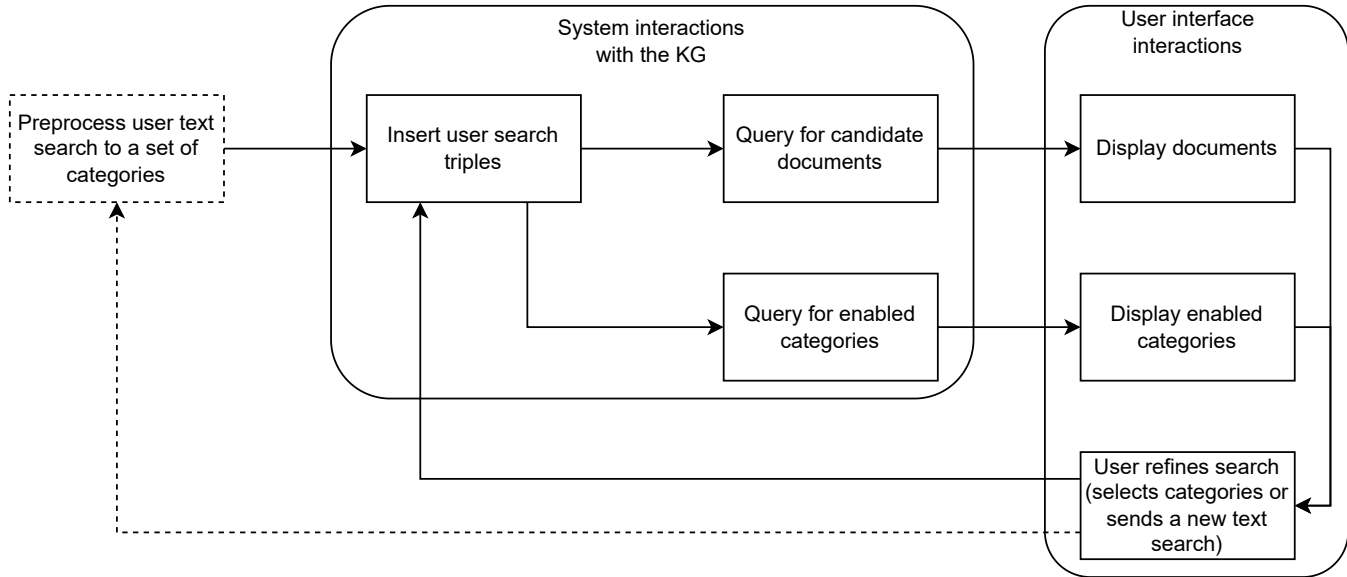 System interactions
with the KG
User interface
interactions
Preprocess user text
search to a set of
categories
Insert user search
triples
Query for candidate
documents
Display documents
Query for enabled
categories
Display enabled
categories
User refines search
(selects categories or
sends a new text
search)